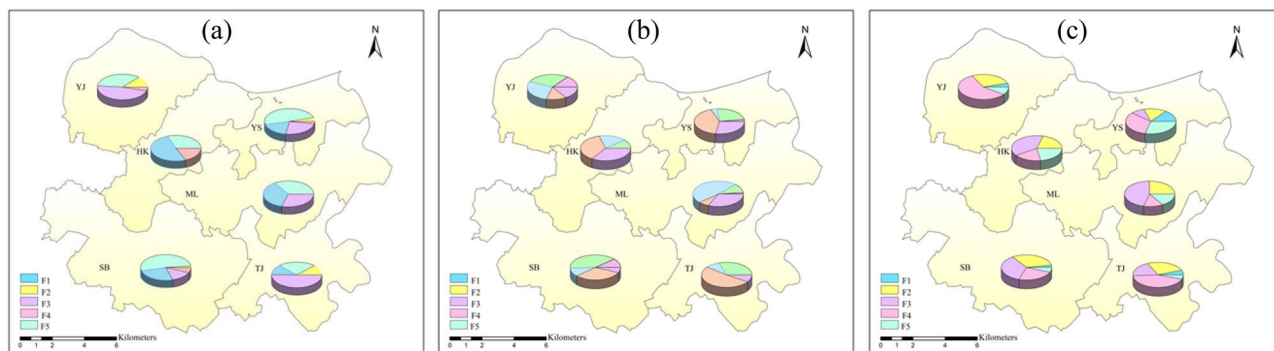 (a)
N
YJ
YS
HK
ML
SB
TJ
F1
F2
F3
F4
F5
Kilometers
0 1 2 4 6
(b)
N
YJ
YS
HK
ML
SB
TJ
F1
F2
F3
F4
F5
Kilometers
0 1 2 4 6
(c)
N
YJ
YS
HK
ML
SB
TJ
F1
F2
F3
F4
F5
Kilometers
0 1 2 4 6